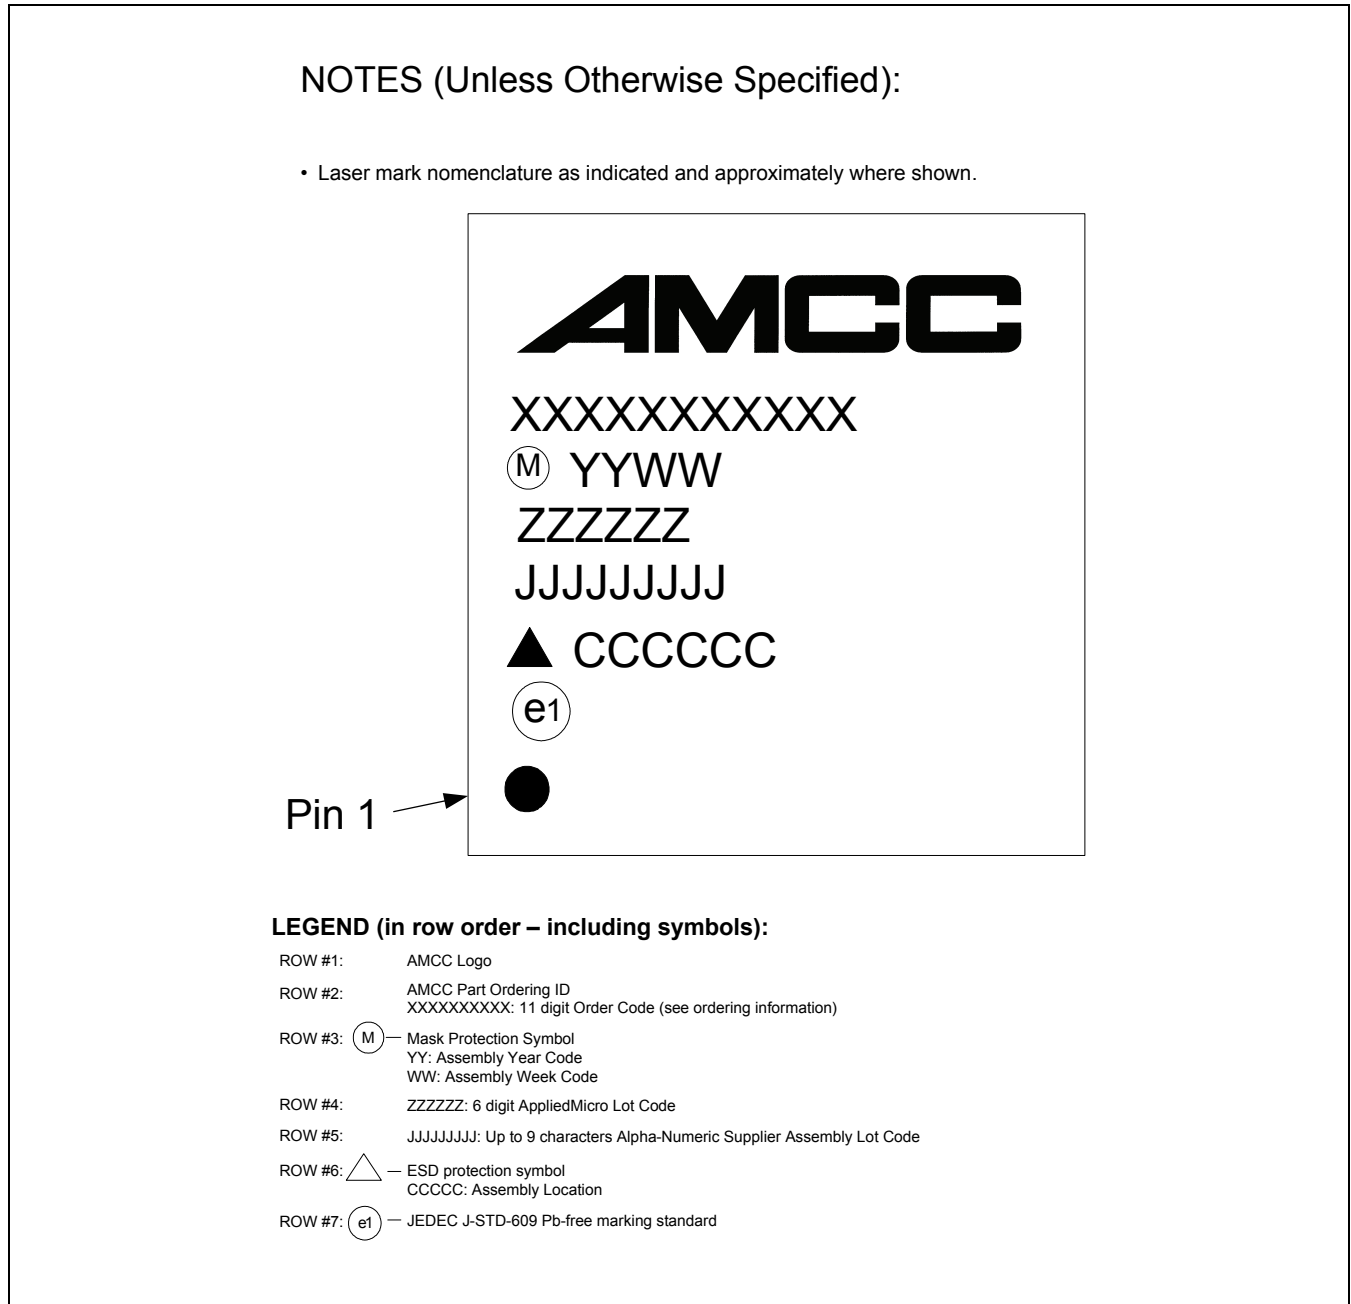 NOTES (Unless Otherwise Specified):
• Laser mark nomenclature as indicated and approximately where shown.
AMCC
XXXXXXXXXXX
M YYWW
ZZZZZZ
JJJJJJJJJ
CCCCCC
e1
Pin 1
LEGEND (in row order – including symbols):
ROW #1: AMCC Logo
ROW #2: AMCC Part Ordering ID
XXXXXXXXXX: 11 digit Order Code (see ordering information)
ROW #3: M — Mask Protection Symbol
YY: Assembly Year Code
WW: Assembly Week Code
ROW #4: ZZZZZZ: 6 digit AppliedMicro Lot Code
ROW #5: JJJJJJJJJ: Up to 9 characters Alpha-Numeric Supplier Assembly Lot Code
ROW #6: — ESD protection symbol
CCCCC: Assembly Location
ROW #7: e1 — JEDEC J-STD-609 Pb-free marking standard